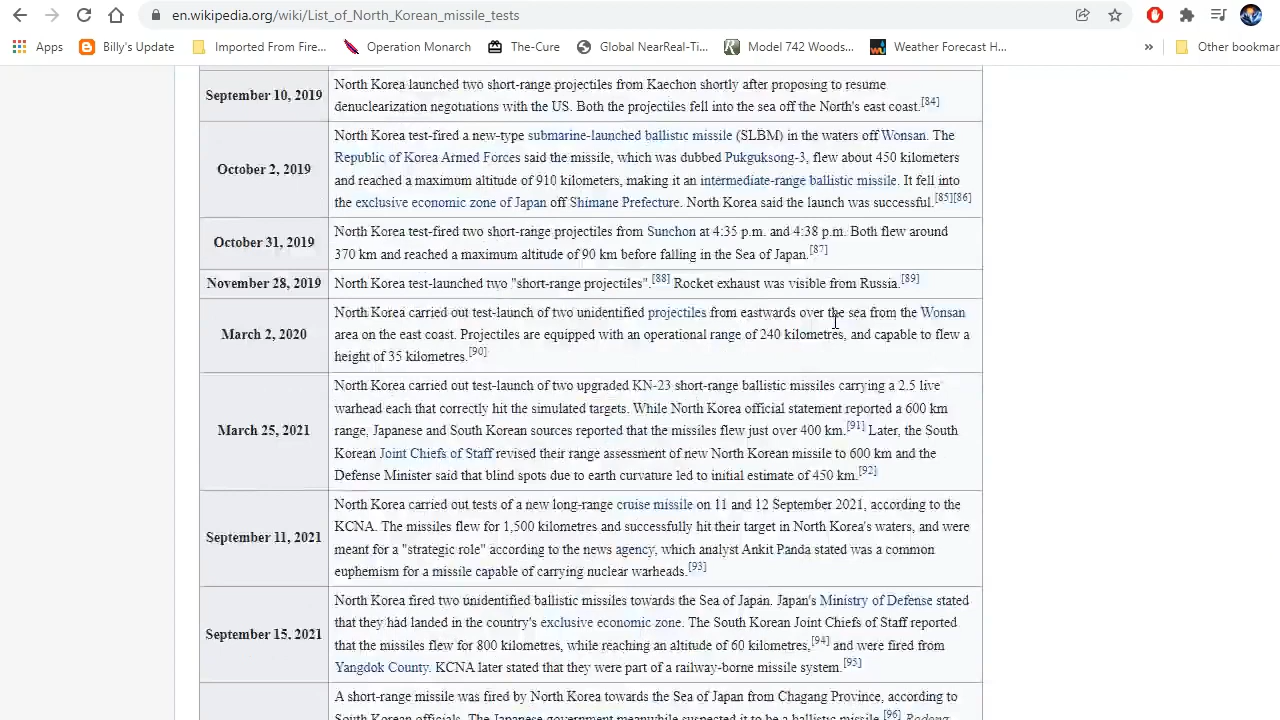 en.wikipedia.org/wiki/List_of_North_Korean_missile_tests
Apps Billy's Update Imported From Fire... Operation Monarch The-Cure Global NearReal-Ti... Model 742 Woods... Weather Forecast H... » Other bookmar
September 10, 2019
North Korea launched two short-range projectiles from Kaechon shortly after proposing to resume
denuclearization negotiations with the US. Both the projectiles fell into the sea off the North's east coast.[84]
October 2, 2019
North Korea test-fired a new-type submarine-launched ballistic missile (SLBM) in the waters off Wonsan. The
Republic of Korea Armed Forces said the missile, which was dubbed Pukguksong-3, flew about 450 kilometers
and reached a maximum altitude of 910 kilometers, making it an intermediate-range ballistic missile. It fell into
the exclusive economic zone of Japan off Shimane Prefecture. North Korea said the launch was successful.[85][86]
October 31, 2019
North Korea test-fired two short-range projectiles from Sunchon at 4:35 p.m. and 4:38 p.m. Both flew around
370 km and reached a maximum altitude of 90 km before falling in the Sea of Japan.[87]
November 28, 2019
North Korea test-launched two "short-range projectiles".[88] Rocket exhaust was visible from Russia.[89]
March 2, 2020
North Korea carried out test-launch of two unidentified projectiles from eastwards over the sea from the Wonsan
area on the east coast. Projectiles are equipped with an operational range of 240 kilometres, and capable to flew a
height of 35 kilometres.[90]
March 25, 2021
North Korea carried out test-launch of two upgraded KN-23 short-range ballistic missiles carrying a 2.5 live
warhead each that correctly hit the simulated targets. While North Korea official statement reported a 600 km
range, Japanese and South Korean sources reported that the missiles flew just over 400 km.[91] Later, the South
Korean Joint Chiefs of Staff revised their range assessment of new North Korean missile to 600 km and the
Defense Minister said that blind spots due to earth curvature led to initial estimate of 450 km.[92]
September 11, 2021
North Korea carried out tests of a new long-range cruise missile on 11 and 12 September 2021, according to the
KCNA. The missiles flew for 1,500 kilometres and successfully hit their target in North Korea's waters, and were
meant for a "strategic role" according to the news agency, which analyst Ankit Panda stated was a common
euphemism for a missile capable of carrying nuclear warheads.[93]
September 15, 2021
North Korea fired two unidentified ballistic missiles towards the Sea of Japan. Japan's Ministry of Defense stated
that they had landed in the country's exclusive economic zone. The South Korean Joint Chiefs of Staff reported
that the missiles flew for 800 kilometres, while reaching an altitude of 60 kilometres,[94] and were fired from
Yangdok County. KCNA later stated that they were part of a railway-borne missile system.[95]
A short-range missile was fired by North Korea towards the Sea of Japan from Chagang Province, according to
South Korean officials. The Japanese government meanwhile suspected it to be a ballistic missile.[96] Rodong